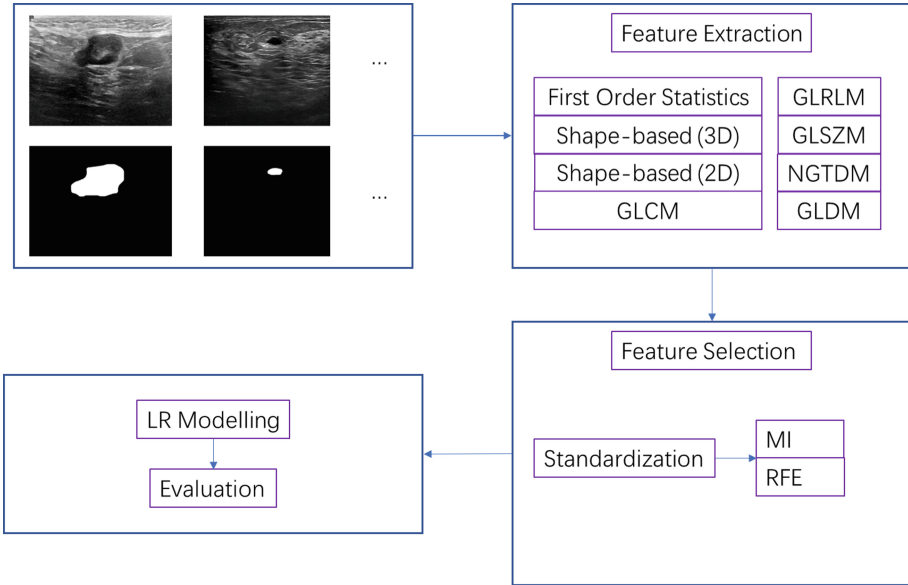 ...
...
Feature Extraction
First Order Statistics
Shape-based (3D)
Shape-based (2D)
GLCM
GLRLM
GLSZM
NGTDM
GLDM
Feature Selection
Standardization
MI
RFE
LR Modelling
Evaluation